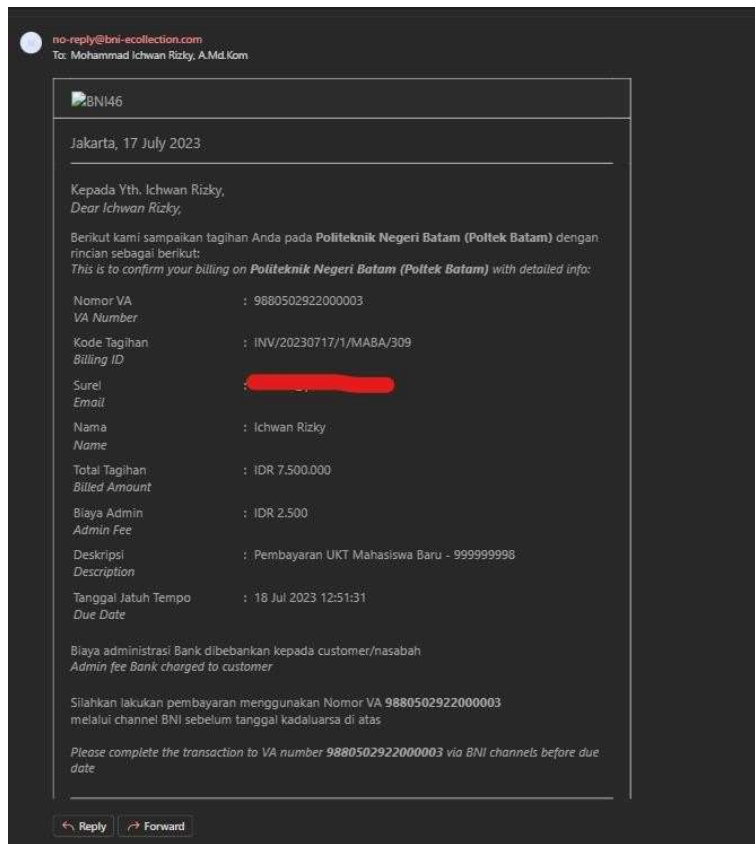 no-reply@bni-ecollection.com
To: Mohammad Ichwan Rizky, A.Md.Kom
BNI46
Jakarta, 17 July 2023
Kepada Yth. Ichwan Rizky,
Dear Ichwan Rizky,
Berikut kami sampaikan tagihan Anda pada Politeknik Negeri Batam (Poltek Batam) dengan
rincian sebagai berikut:
This is to confirm your billing on Politeknik Negeri Batam (Poltek Batam) with detailed info:
Nomor VA : 9880502922000003
VA Number
Kode Tagihan : INV/20230717/1/MABA/309
Billing ID
Surel :
Email
Nama : Ichwan Rizky
Name
Total Tagihan : IDR 7.500.000
Billed Amount
Biaya Admin : IDR 2.500
Admin Fee
Deskripsi : Pembayaran UKT Mahasiswa Baru - 999999998
Description
Tanggal Jatuh Tempo : 18 Jul 2023 12:51:31
Due Date
Biaya administrasi Bank dibebankan kepada customer/nasabah
Admin fee Bank charged to customer
Silahkan lakukan pembayaran menggunakan Nomor VA 9880502922000003
melalui channel BNI sebelum tanggal kadaluarsa di atas
Please complete the transaction to VA number 9880502922000003 via BNI channels before due
date
Reply
Forward